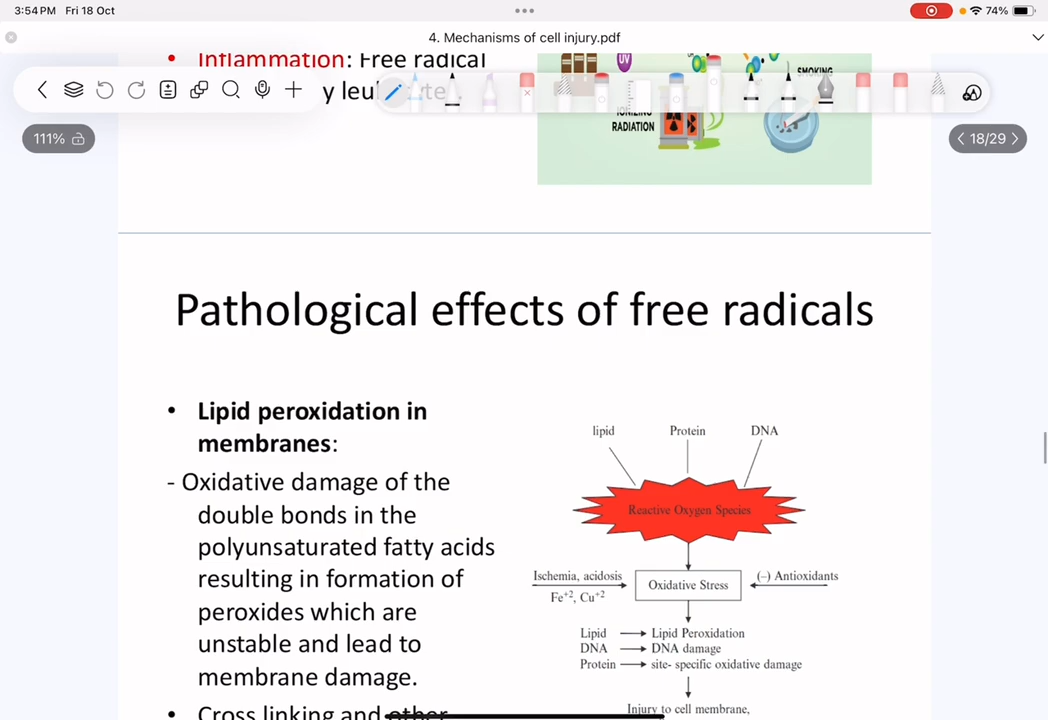 3:54 PM Fri 18 Oct
74%
4. Mechanisms of cell injury.pdf
• Inflammation: Free radical
y leu
UV
SMOKING
IONIZING
RADIATION
111%
18/29
Pathological effects of free radicals
• Lipid peroxidation in
membranes:
- Oxidative damage of the
double bonds in the
polyunsaturated fatty acids
resulting in formation of
peroxides which are
unstable and lead to
membrane damage.
• Cross linking and other
lipid Protein DNA
Reactive Oxygen Species
Ischemia, acidosis
Fe+2, Cu+2
Oxidative Stress
(–) Antioxidants
Lipid → Lipid Peroxidation
DNA → DNA damage
Protein → site- specific oxidative damage
Injury to cell membrane,